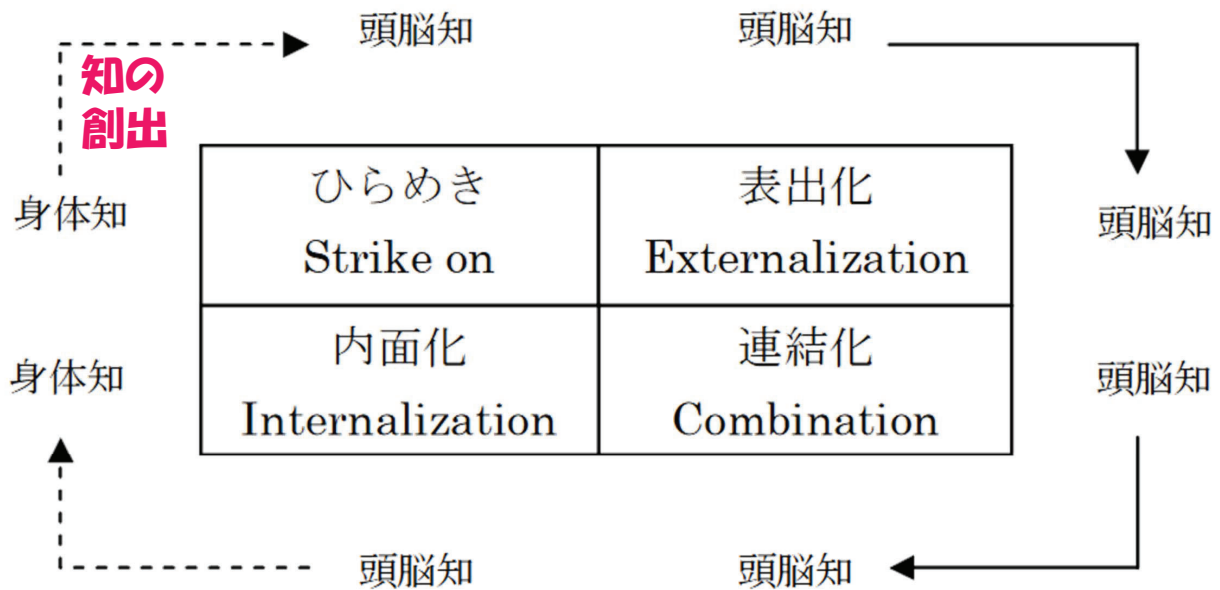 頭脳知
頭脳知
知の
創出
身体知
ひらめき
Strike on
表出化
Externalization
頭脳知
身体知
内面化
Internalization
連結化
Combination
頭脳知
頭脳知
頭脳知